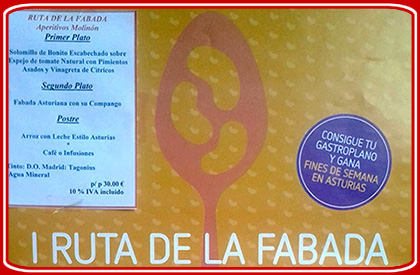 RUTA DE LA FABADA
Aperitivos Molinón
Primer Plato
Solomillo de Bonito Escabechado sobre
Espejo de tomate Natural con Pimientos
Asados y Vinagreta de Cítricos
Segundo Plato
Fabada Asturiana con su Compango
Postre
Arroz con Leche Estilo Asturias
*
Café o Infusiones
Tinto: D.O. Madrid: Tagonius
Agua Mineral
p/p 30.00 €
10 % IVA incluido
CONSIGUE TU
GASTROPLANO Y
GANA
FINES DE SEMANA
EN ASTURIAS
I RUTA DE LA FABADA